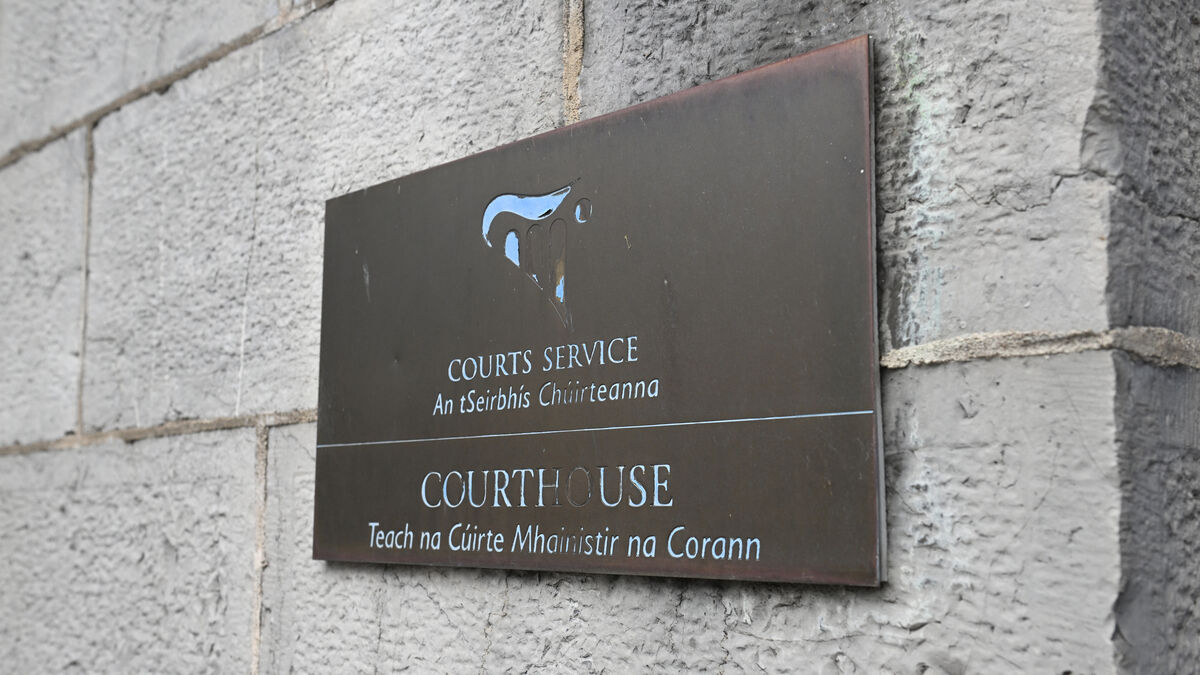 COURTS SERVICE
An tSeirbhís Chúirteanna
COURTHOUSE
Teach na Cúirte Mhainistir na Corann